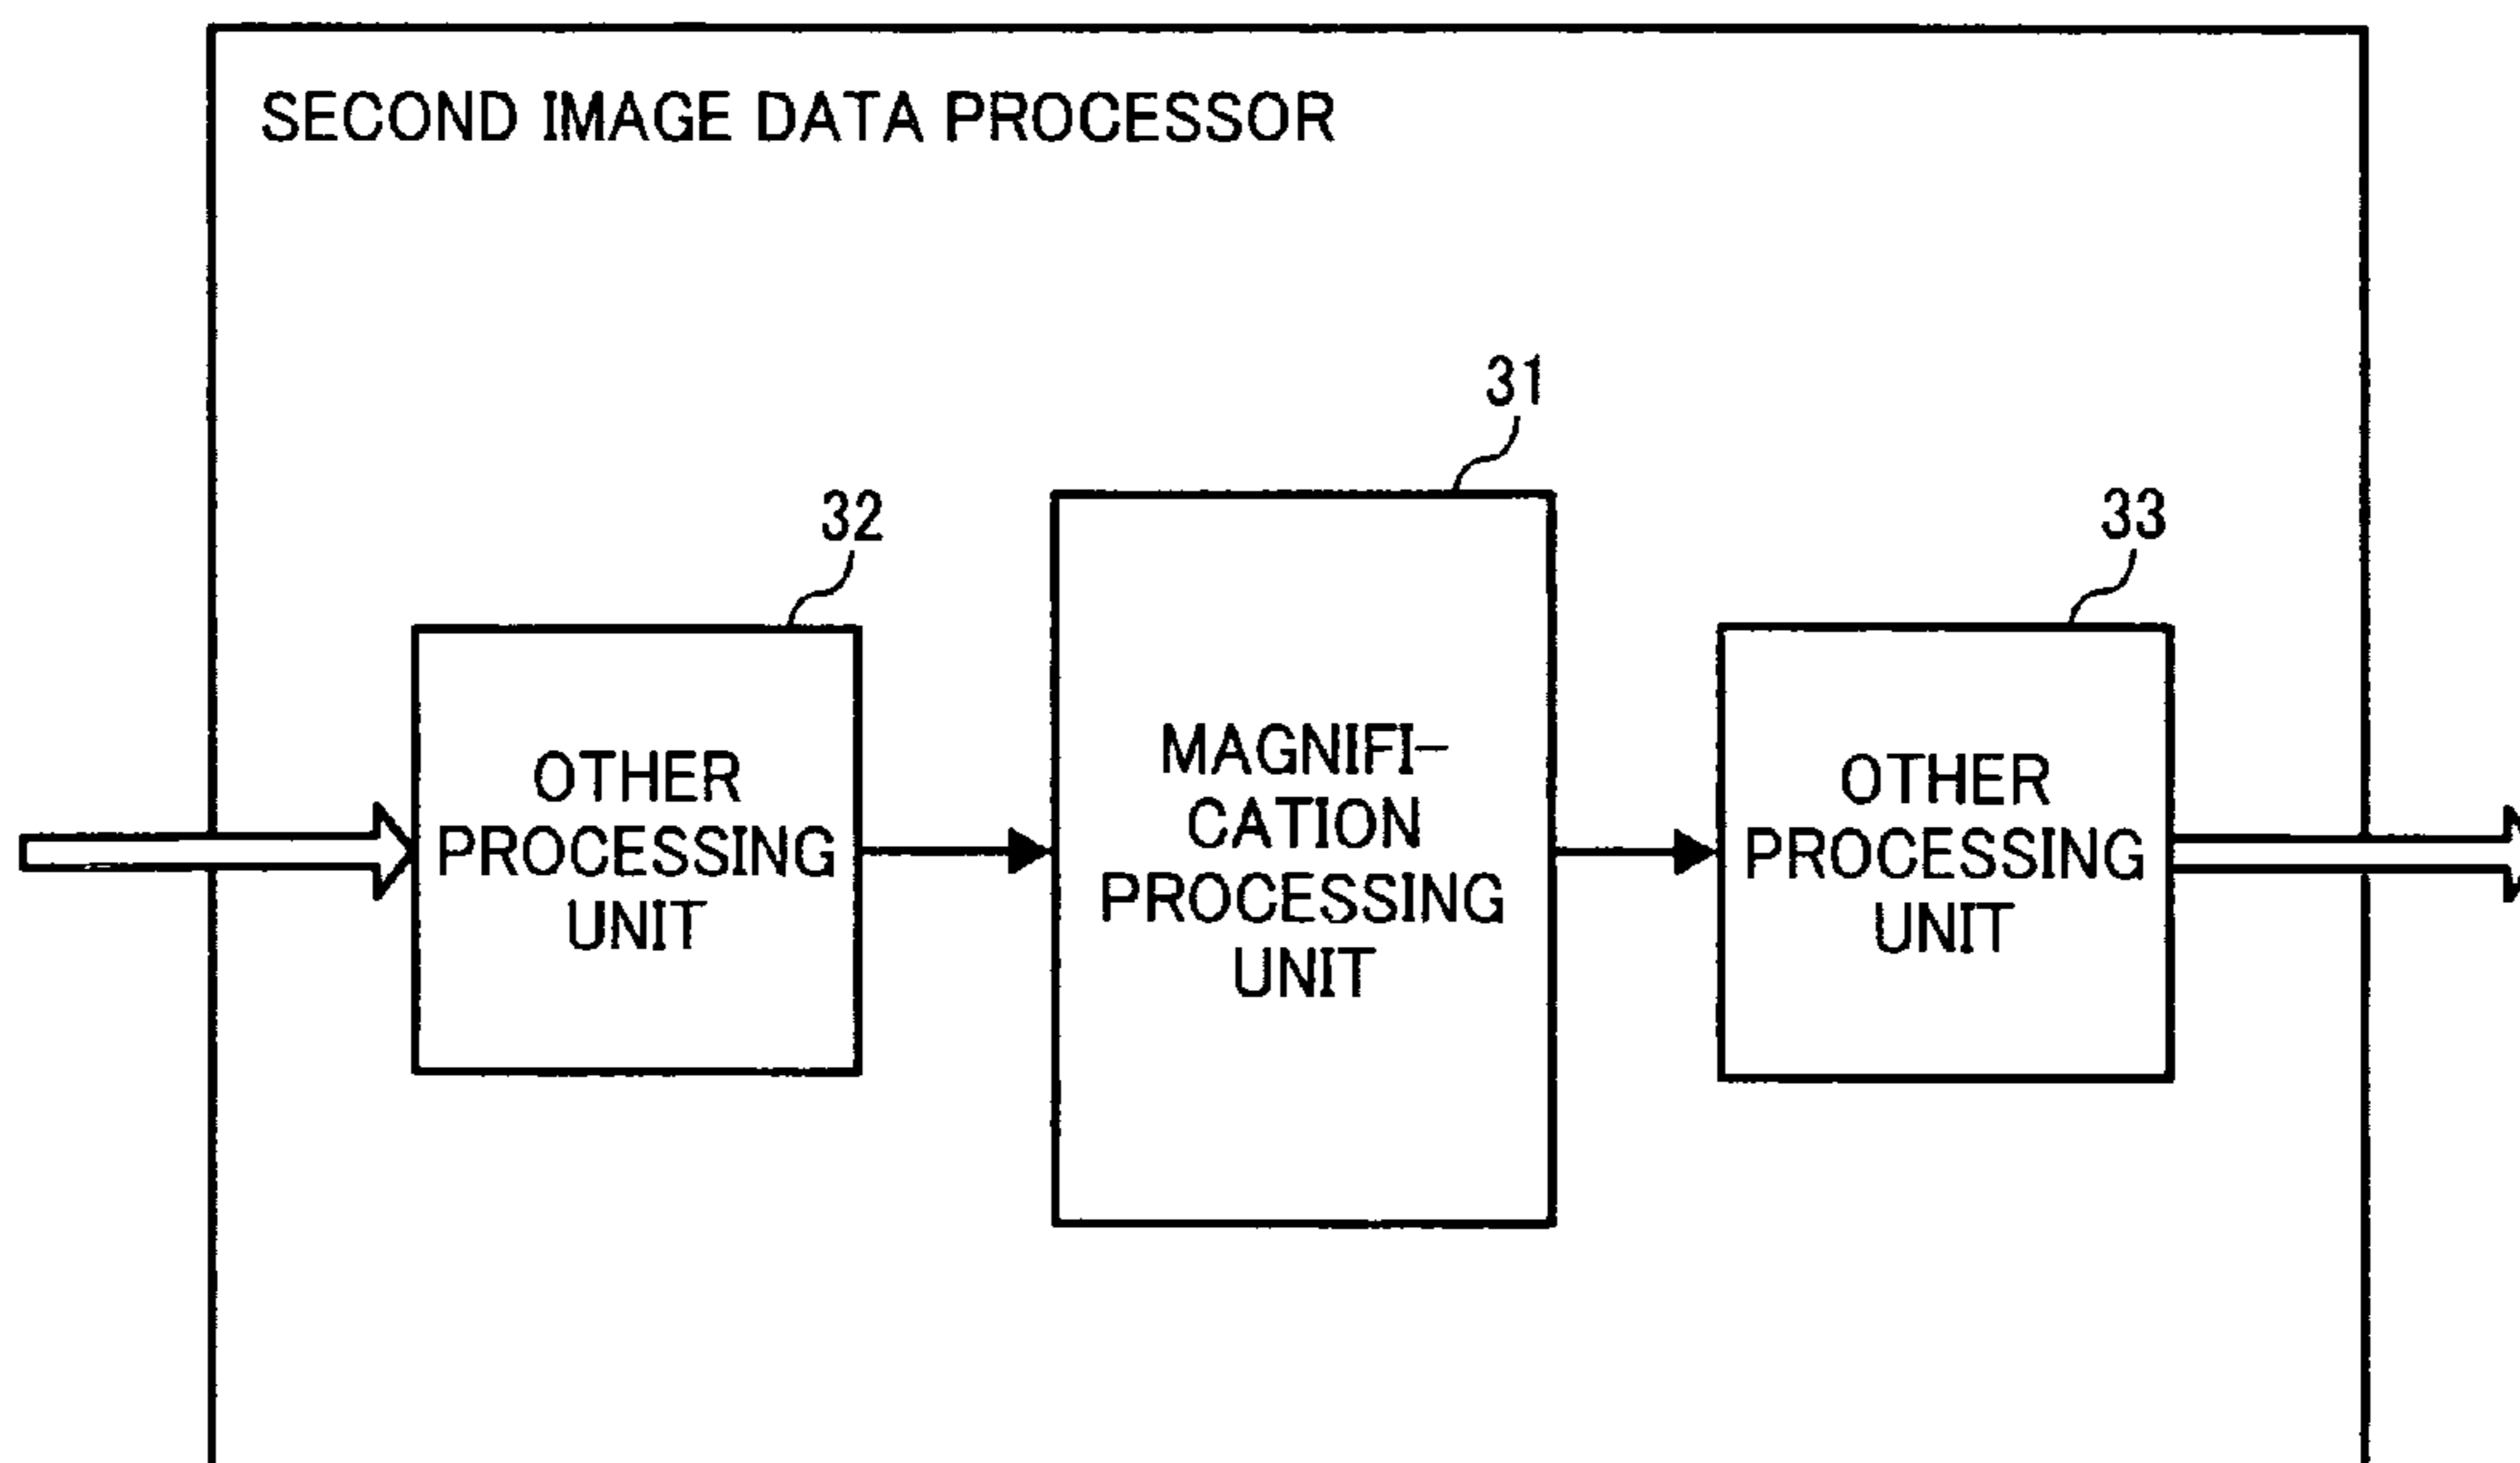 SECOND IMAGE DATA PROCESSOR
31
32
33
OTHER
PROCESSING
UNIT
MAGNIFI-
CATION
PROCESSING
UNIT
OTHER
PROCESSING
UNIT